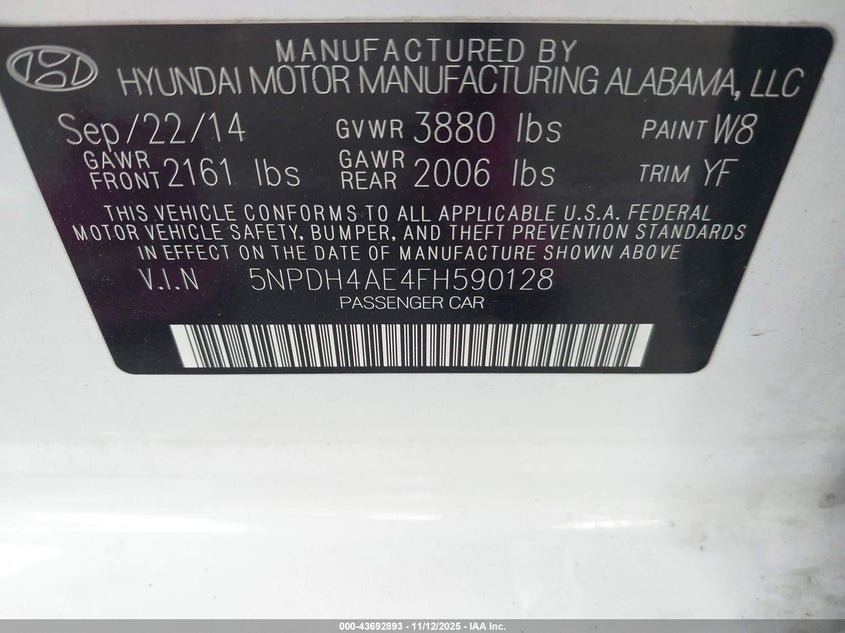 MANUFACTURED BY
HYUNDAI MOTOR MANUFACTURING ALABAMA, LLC
Sep/22/14 GVWR 3880 lbs PAINT W8
GAWR FRONT 2161 lbs GAWR REAR 2006 lbs TRIM YF
THIS VEHICLE CONFORMS TO ALL APPLICABLE U.S.A. FEDERAL
MOTOR VEHICLE SAFETY, BUMPER, AND THEFT PREVENTION STANDARDS
IN EFFECT ON THE DATE OF MANUFACTURE SHOWN ABOVE
V.I.N 5NPDH4AE4FH590128
PASSENGER CAR
000-43692893 - 11/12/2025 - IAA Inc.